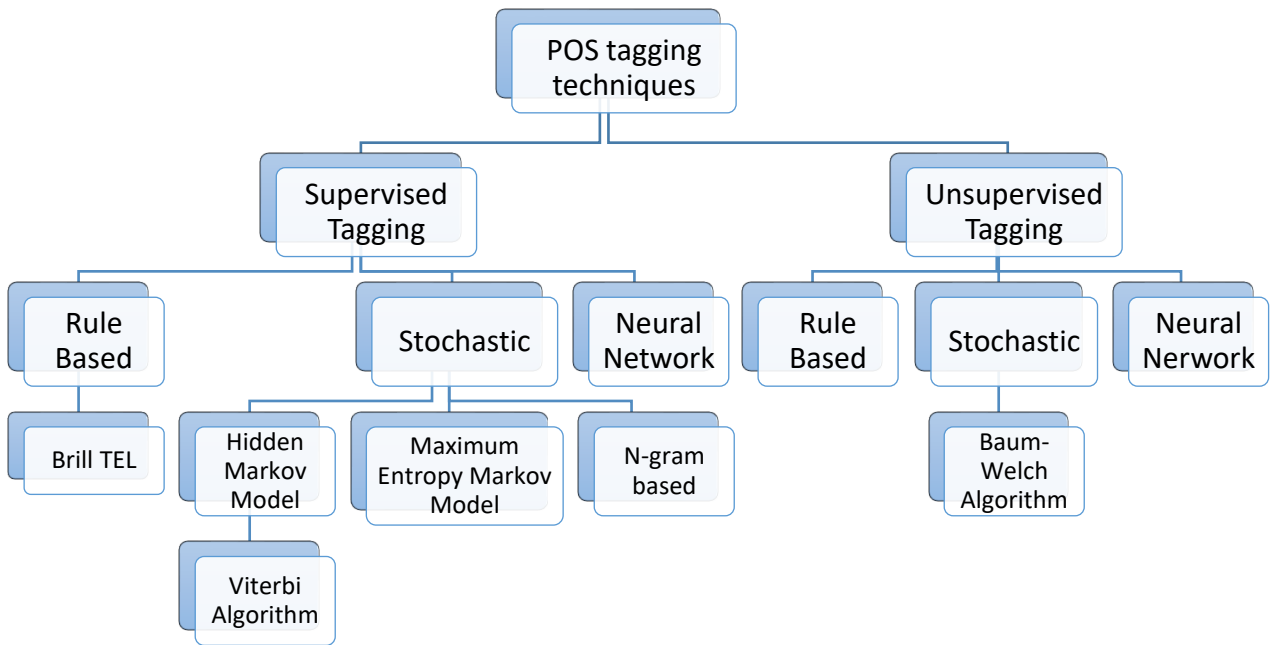 POS tagging
techniques
Supervised
Tagging
Unsupervised
Tagging
Rule
Based
Stochastic
Neural
Network
Rule
Based
Stochastic
Neural
Nerwork
Brill TEL
Hidden
Markov
Model
Maximum
Entropy Markov
Model
N-gram
based
Baum-
Welch
Algorithm
Viterbi
Algorithm